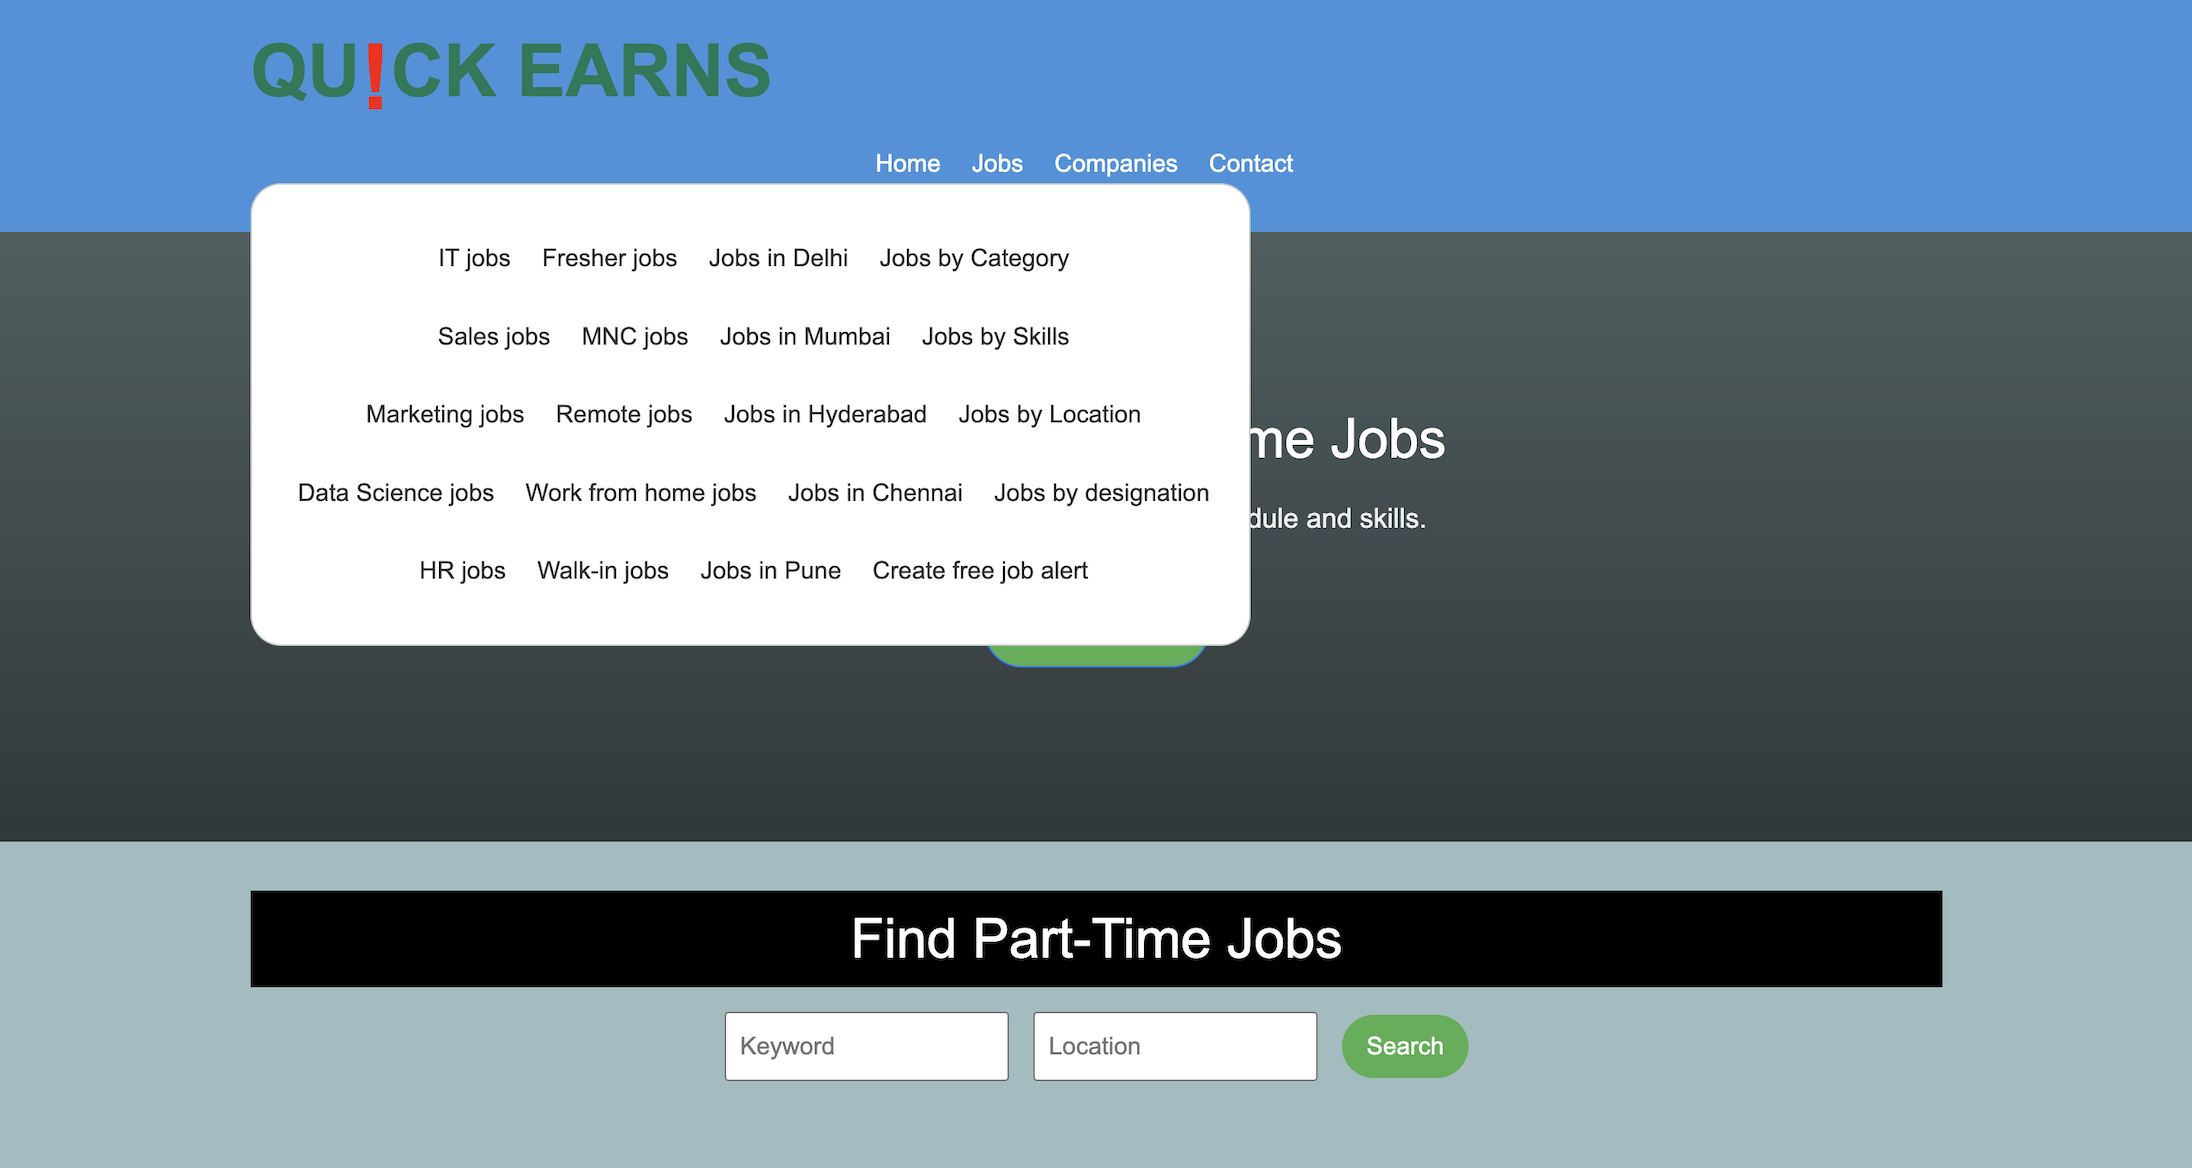 QU!CK EARNS
Home Jobs Companies Contact
IT jobs Fresher jobs Jobs in Delhi Jobs by Category
Sales jobs MNC jobs Jobs in Mumbai Jobs by Skills
Marketing jobs Remote jobs Jobs in Hyderabad Jobs by Location
Data Science jobs Work from home jobs Jobs in Chennai Jobs by designation
HR jobs Walk-in jobs Jobs in Pune Create free job alert
Jobs
and skills.
Find Part-Time Jobs
Keyword Location Search